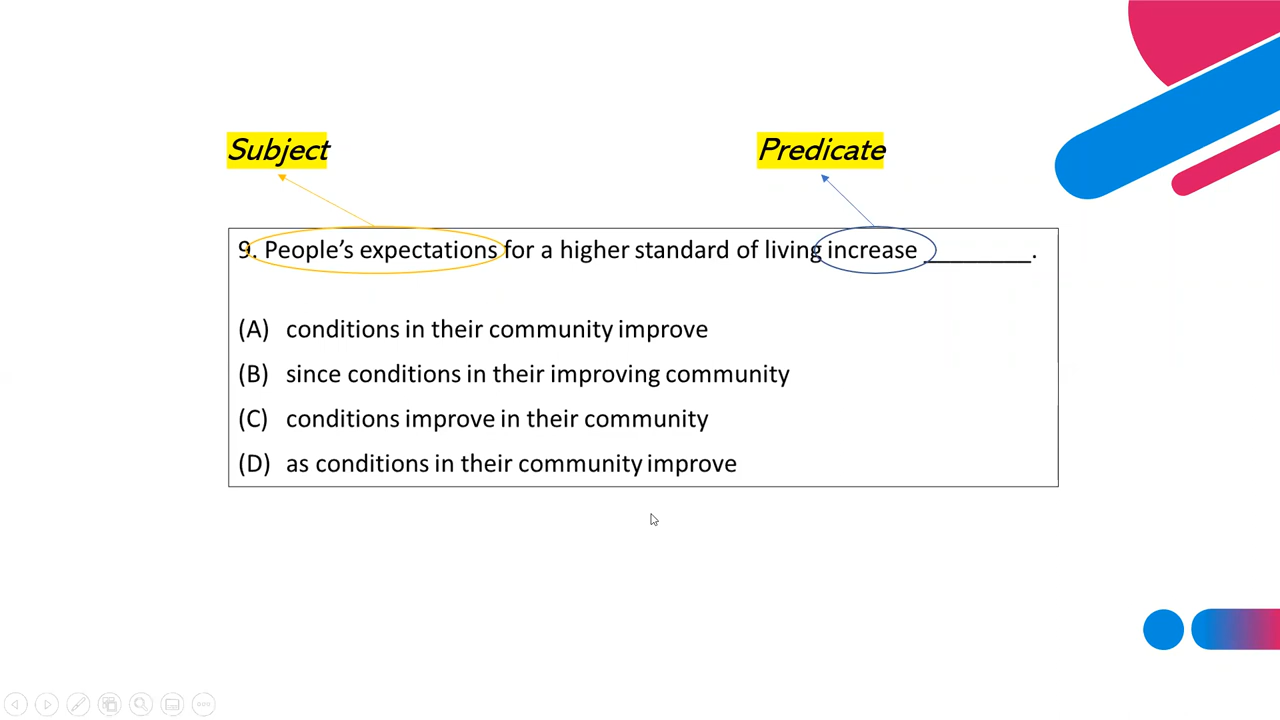 Subject
Predicate
9. People’s expectations for a higher standard of living increase _________.
(A) conditions in their community improve
(B) since conditions in their improving community
(C) conditions improve in their community
(D) as conditions in their community improve